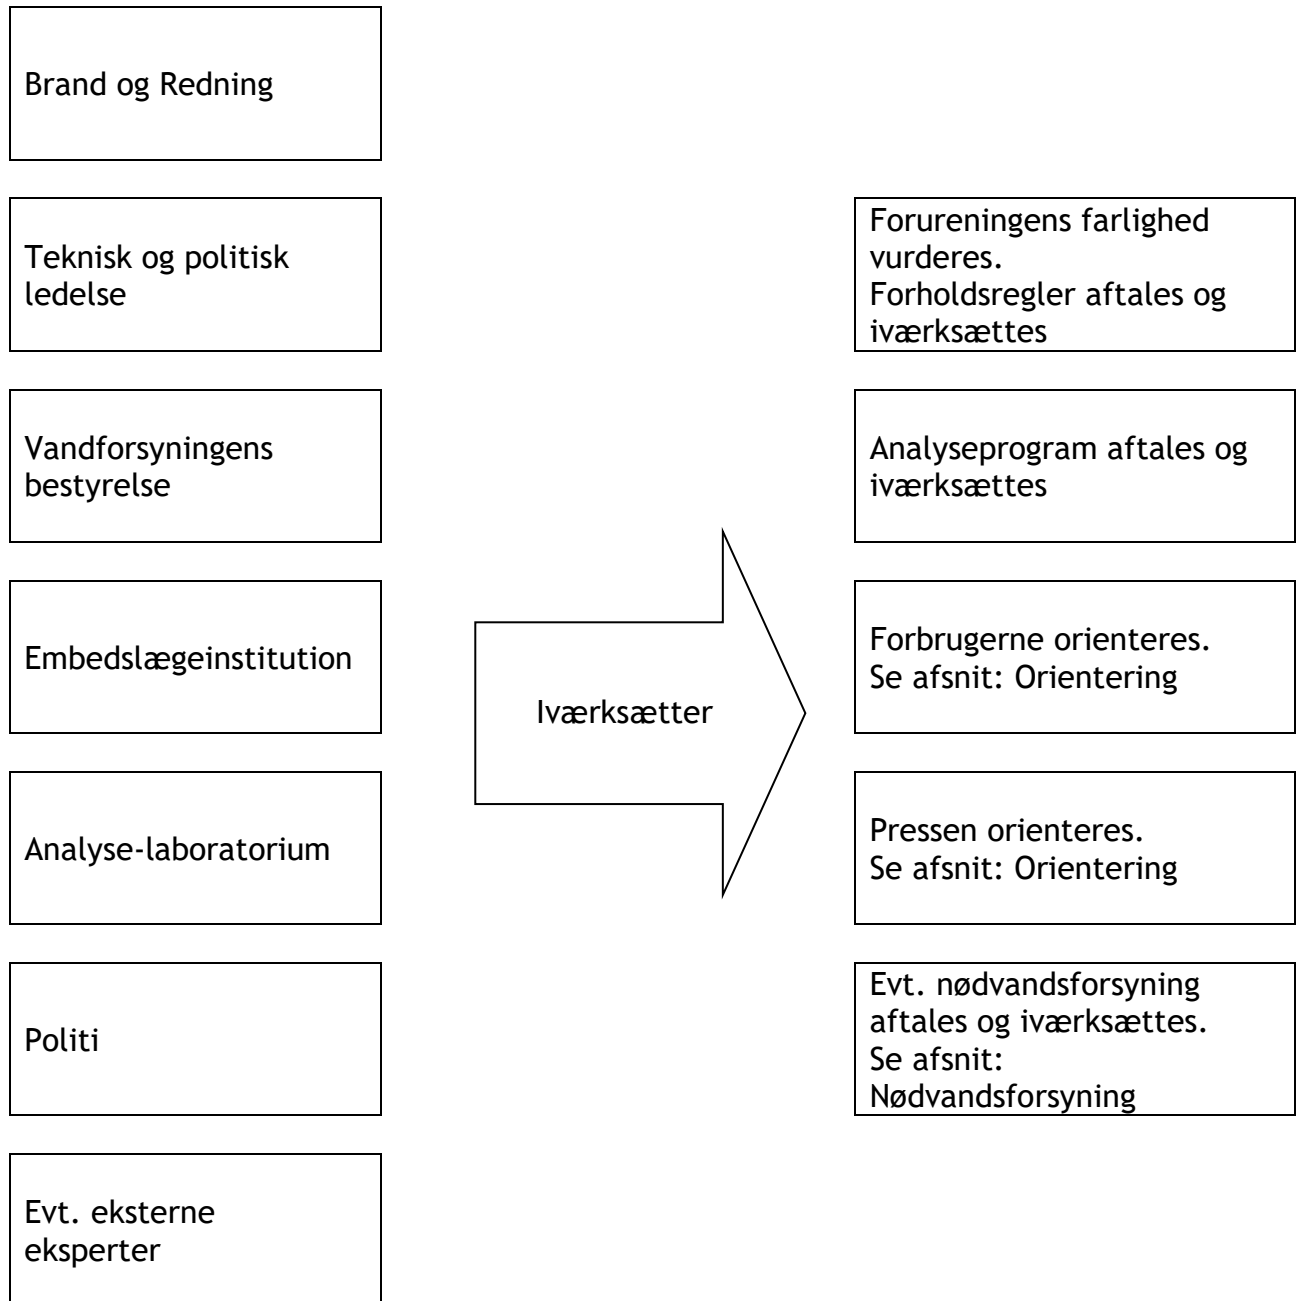 Brand og Redning
Teknisk og politisk
ledelse
Vandforsyningens
bestyrelse
Embedslægeinstitution
Analyse-laboratorium
Politi
Evt. eksterne
eksperter
Iværksætter
Forureningens farlighed
vurderes.
Forholdsregler aftales og
iværksættes
Analyseprogram aftales og
iværksættes
Forbrugerne orienteres.
Se afsnit: Orientering
Pressen orienteres.
Se afsnit: Orientering
Evt. nødvandsforsyning
aftales og iværksættes.
Se afsnit:
Nødvandsforsyning